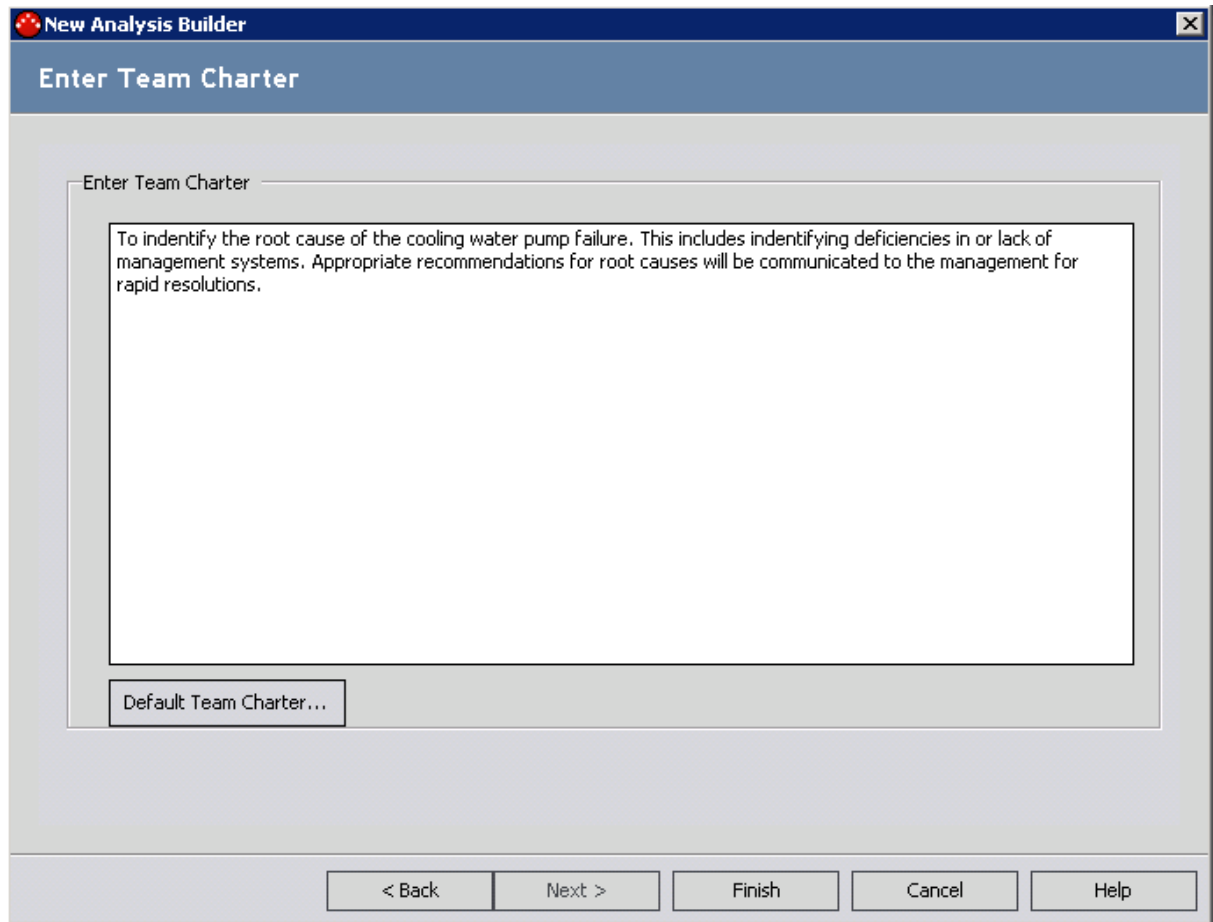 New Analysis Builder
Enter Team Charter
Enter Team Charter
To indentify the root cause of the cooling water pump failure. This includes indentifying deficiencies in or lack of
management systems. Appropriate recommendations for root causes will be communicated to the management for
rapid resolutions.
Default Team Charter...
< Back Next > Finish Cancel Help